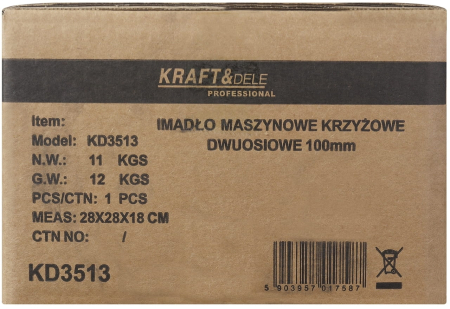 KRAFT&DELE
PROFESSIONAL
Item: IMADŁO MASZYNOWE KRZYŻOWE
DWUOSIOWE 100mm
Model: KD3513
N.W.: 11 KGS
G.W.: 12 KGS
PCS/CTN: 1 PCS
MEAS: 28X28X18 CM
CTN NO: /
KD3513
5 903957 017587